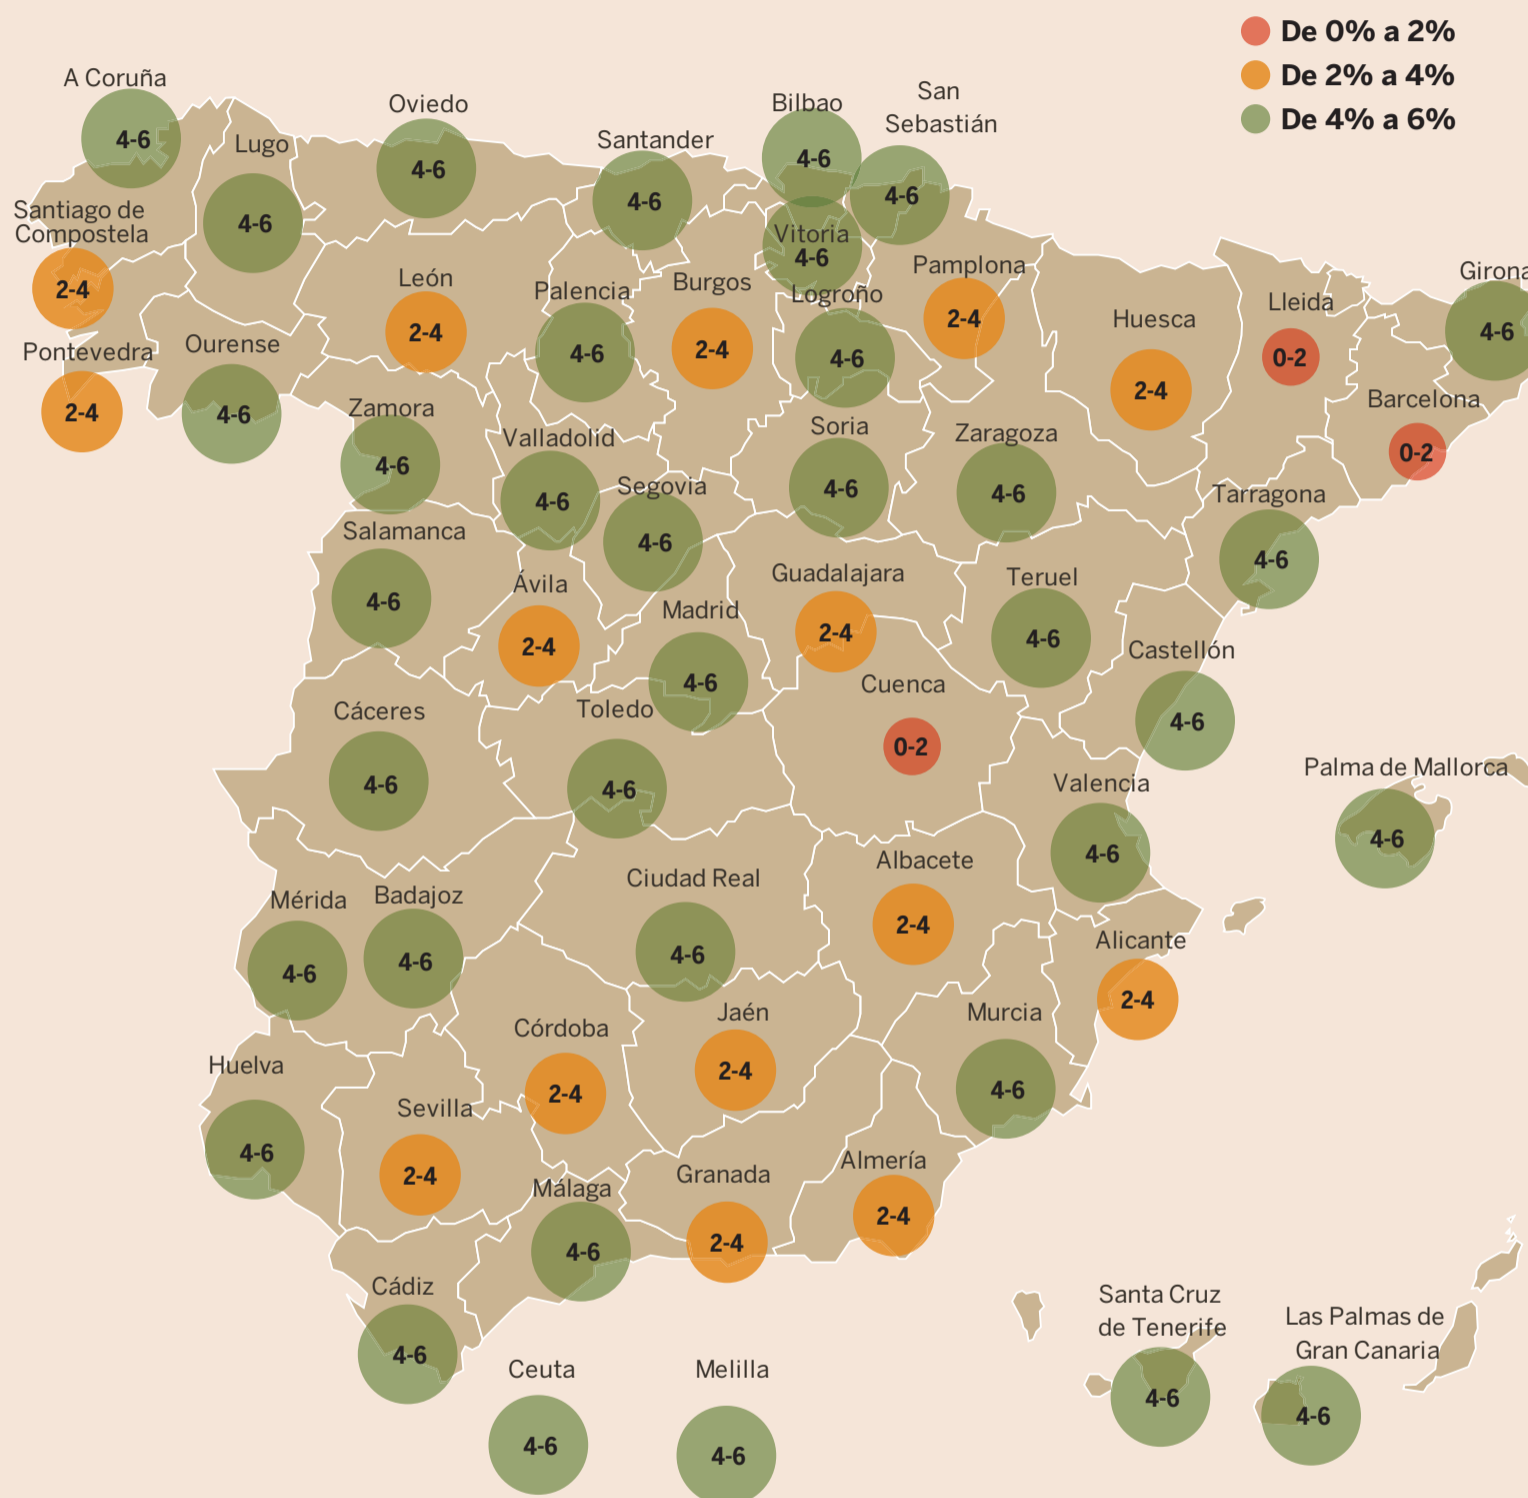 De 0% a 2%
De 2% a 4%
De 4% a 6%
A Coruña
4-6
Lugo
4-6
Oviedo
4-6
Santander
4-6
Bilbao
4-6
San
Sebastián
4-6
Santiago de
Compostela
2-4
León
2-4
Palencia
4-6
Burgos
2-4
Vitoria
4-6
Logroño
4-6
Pamplona
2-4
Huesca
2-4
Lleida
0-2
Girona
4-6
Pontevedra
2-4
Ourense
4-6
Zamora
4-6
Valladolid
4-6
Segovia
4-6
Soria
4-6
Zaragoza
4-6
Barcelona
0-2
Tarragona
4-6
Salamanca
4-6
Ávila
2-4
Madrid
4-6
Guadalajara
2-4
Teruel
4-6
Castellón
4-6
Cáceres
4-6
Toledo
4-6
Cuenca
0-2
Valencia
4-6
Palma de Mallorca
4-6
Mérida
4-6
Badajoz
4-6
Ciudad Real
4-6
Albacete
2-4
Alicante
2-4
Huelva
4-6
Sevilla
2-4
Córdoba
2-4
Jaén
2-4
Murcia
4-6
Málaga
4-6
Granada
2-4
Almería
2-4
Cádiz
4-6
Ceuta
4-6
Melilla
4-6
Santa Cruz
de Tenerife
4-6
Las Palmas de
Gran Canaria
4-6